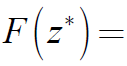 F(z*) =